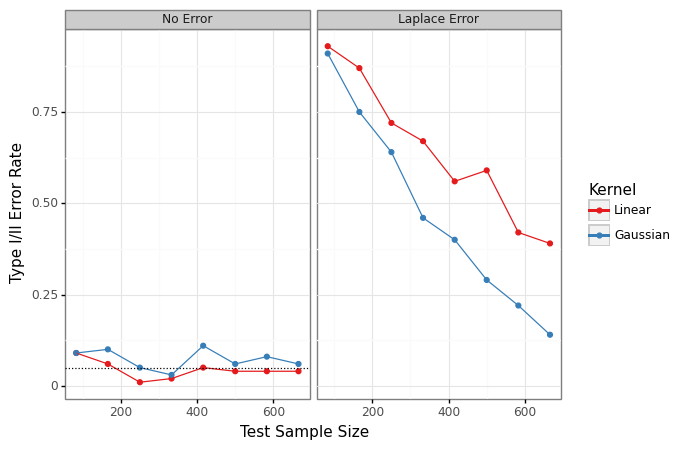 No Error
Laplace Error
Type I/II Error Rate
0.75
0.50
0.25
0
200
400
600
200
400
600
Test Sample Size
Kernel
Linear
Gaussian